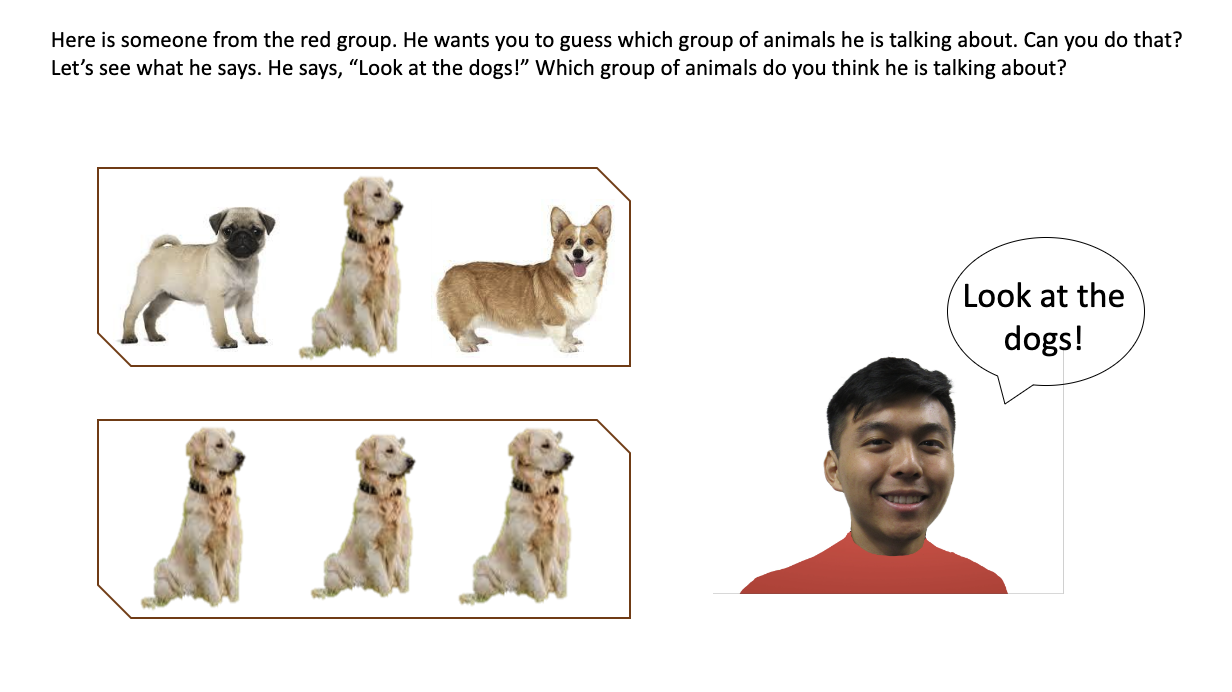 Here is someone from the red group. He wants you to guess which group of animals he is talking about. Can you do that?
Let’s see what he says. He says, “Look at the dogs!” Which group of animals do you think he is talking about?
Look at the
dogs!